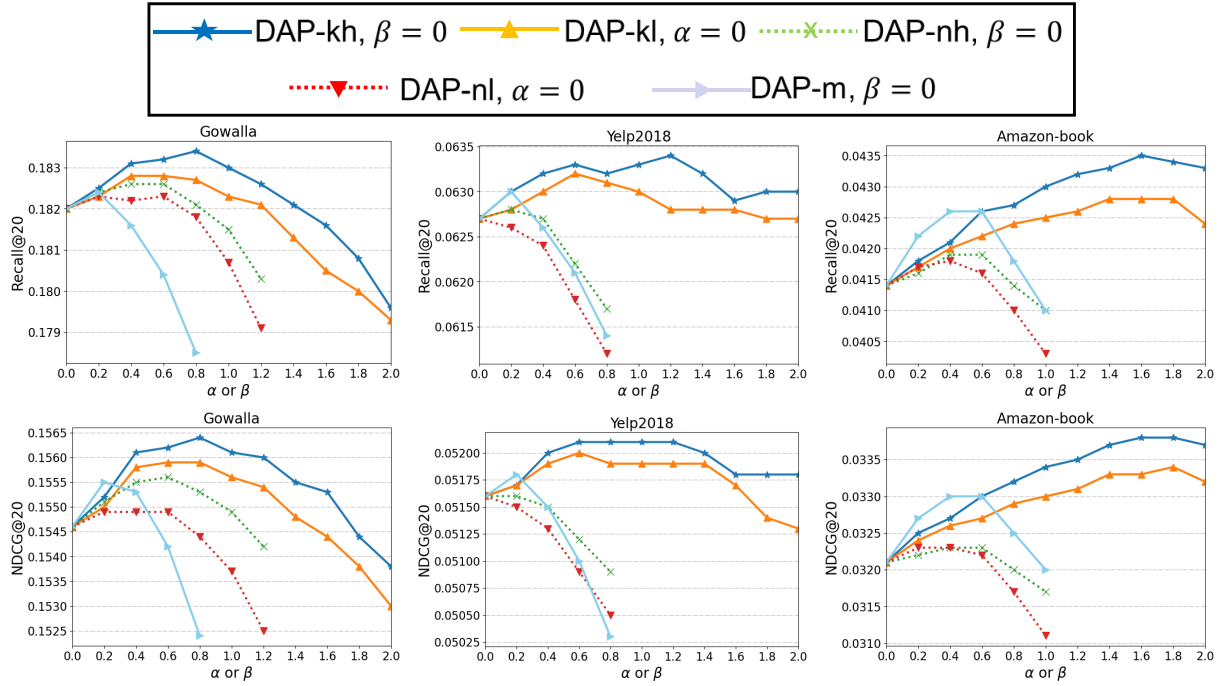 DAP-kh, β = 0 DAP-kl, α = 0 DAP-nh, β = 0
DAP-nl, α = 0 DAP-m, β = 0
Gowalla
Recall@20
0.183
0.182
0.181
0.180
0.179
0.0 0.2 0.4 0.6 0.8 1.0 1.2 1.4 1.6 1.8 2.0
α or β
Yelp2018
Recall@20
0.0635
0.0630
0.0625
0.0620
0.0615
0.0 0.2 0.4 0.6 0.8 1.0 1.2 1.4 1.6 1.8 2.0
α or β
Amazon-book
Recall@20
0.0435
0.0430
0.0425
0.0420
0.0415
0.0410
0.0405
0.0 0.2 0.4 0.6 0.8 1.0 1.2 1.4 1.6 1.8 2.0
α or β
Gowalla
NDCG@20
0.1565
0.1560
0.1555
0.1550
0.1540
0.1530
0.1525
0.0 0.2 0.4 0.6 0.8 1.0 1.2 1.4 1.6 1.8 2.0
α or β
Yelp2018
NDCG@20
0.05200
0.05175
0.05150
0.05100
0.05050
0.05025
0.0 0.2 0.4 0.6 0.8 1.0 1.2 1.4 1.6 1.8 2.0
α or β
Amazon-book
NDCG@20
0.0335
0.0330
0.0325
0.0320
0.0315
0.0310
0.0 0.2 0.4 0.6 0.8 1.0 1.2 1.4 1.6 1.8 2.0
α or β